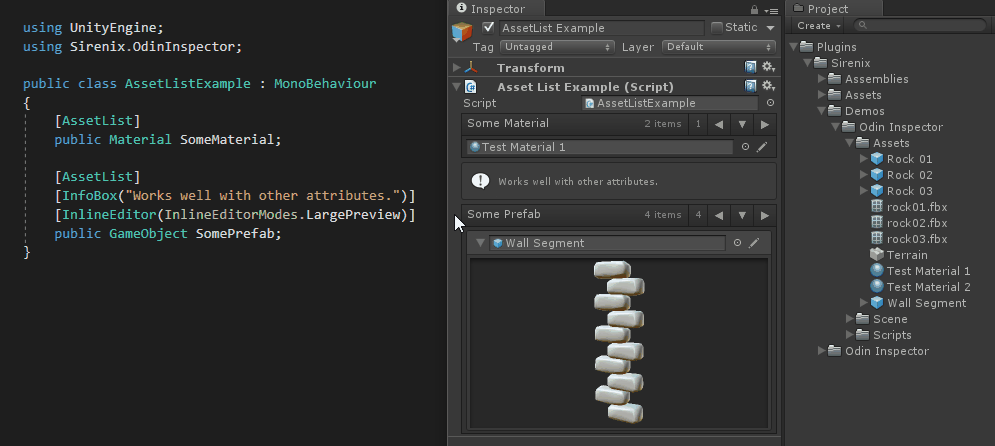 using UnityEngine;
using Sirenix.OdinInspector;
public class AssetListExample : MonoBehaviour
{
[AssetList]
public Material SomeMaterial;
[AssetList]
[InfoBox("Works well with other attributes.")]
[InlineEditor(InlineEditorModes.LargePreview)]
public GameObject SomePrefab;
}
Inspector
AssetList Example
Static
Tag Untagged Layer Default
Transform
Asset List Example (Script)
Script AssetListExample
Some Material 2 items 1
Test Material 1
Works well with other attributes.
Some Prefab 4 items 4
Wall Segment
Project
Create
Plugins
Sirenix
Assemblies
Assets
Demos
Odin Inspector
Assets
Rock 01
Rock 02
Rock 03
rock01.fbx
rock02.fbx
rock03.fbx
Terrain
Test Material 1
Test Material 2
Wall Segment
Scene
Scripts
Odin Inspector